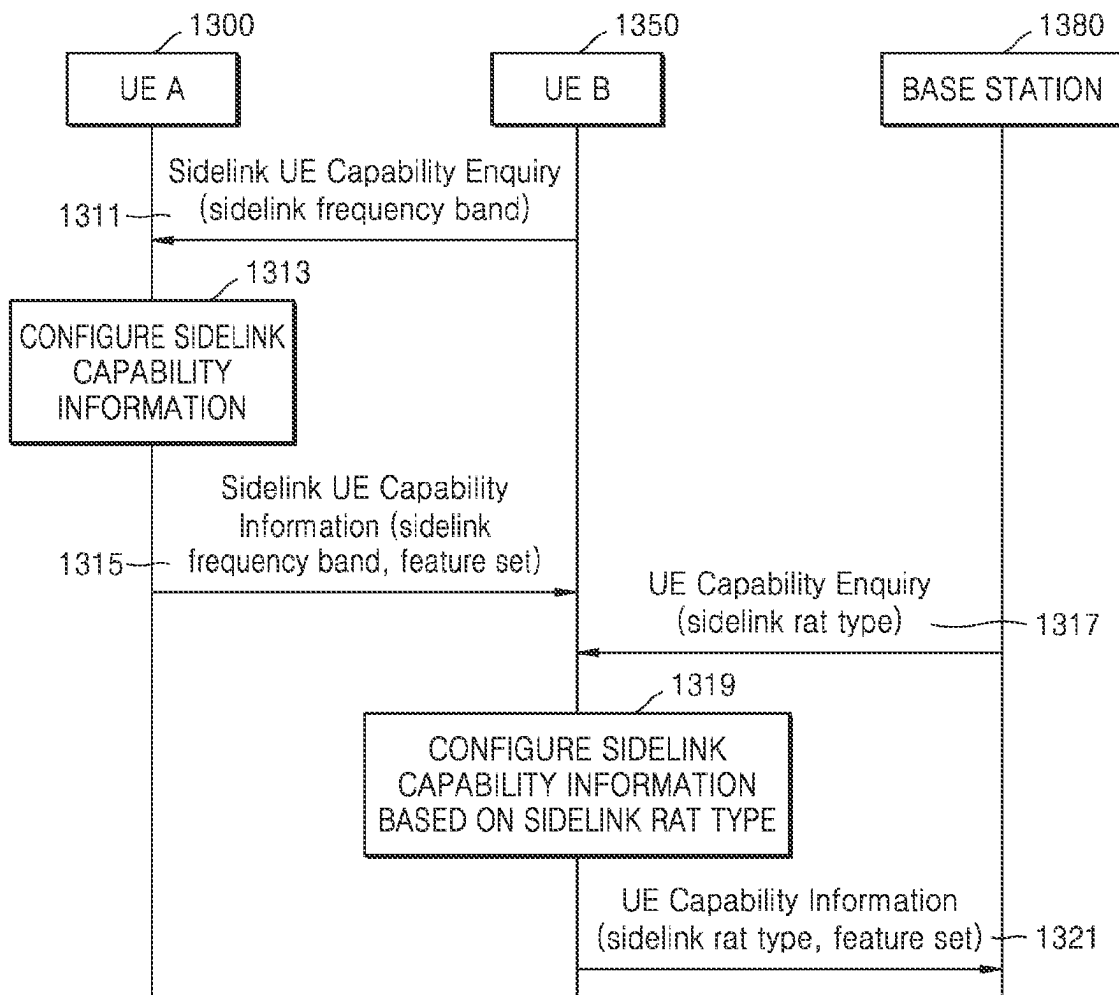 1300
1350
1380
UE A
UE B
BASE STATION
Sidelink UE Capability Enquiry
(sidelink frequency band)
1311
1313
CONFIGURE SIDELINK
CAPABILITY
INFORMATION
Sidelink UE Capability
Information (sidelink
frequency band, feature set)
1315
UE Capability Enquiry
(sidelink rat type)
1317
1319
CONFIGURE SIDELINK
CAPABILITY INFORMATION
BASED ON SIDELINK RAT TYPE
UE Capability Information
(sidelink rat type, feature set)
1321